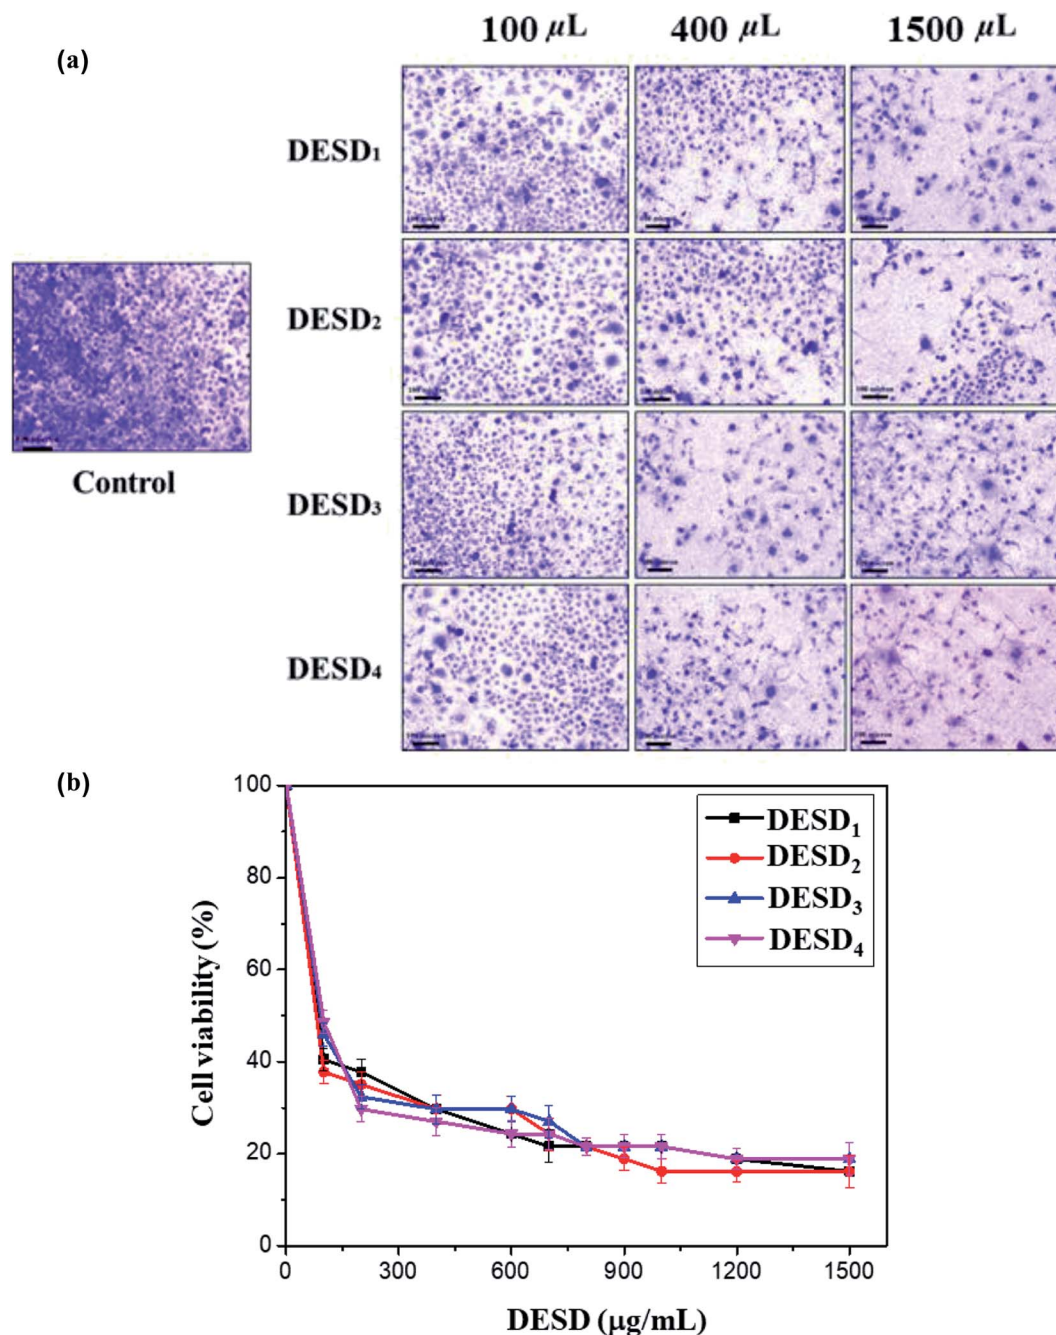 100 μL 400 μL 1500 μL
(a)
DESD1
DESD2
Control
DESD3
DESD4
(b)
100
80
60
40
20
0
Cell viability (%)
DESD1
DESD2
DESD3
DESD4
0 300 600 900 1200 1500
DESD (μg/mL)